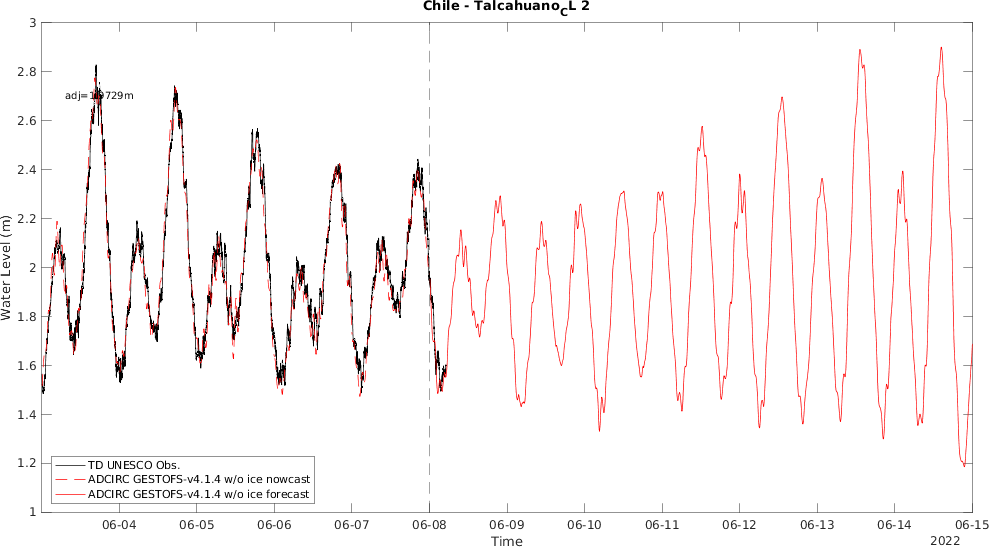 Chile - Talcahuano_CL 2
3
2.8
adj=1.9729m
2.6
2.4
2.2
Water Level (m)
2
1.8
1.6
1.4
1.2
1
TD UNESCO Obs.
ADCIRC GESTOFS-v4.1.4 w/o ice nowcast
ADCIRC GESTOFS-v4.1.4 w/o ice forecast
06-04 06-05 06-06 06-07 06-08 06-09 06-10 06-11 06-12 06-13 06-14 06-15
Time
2022